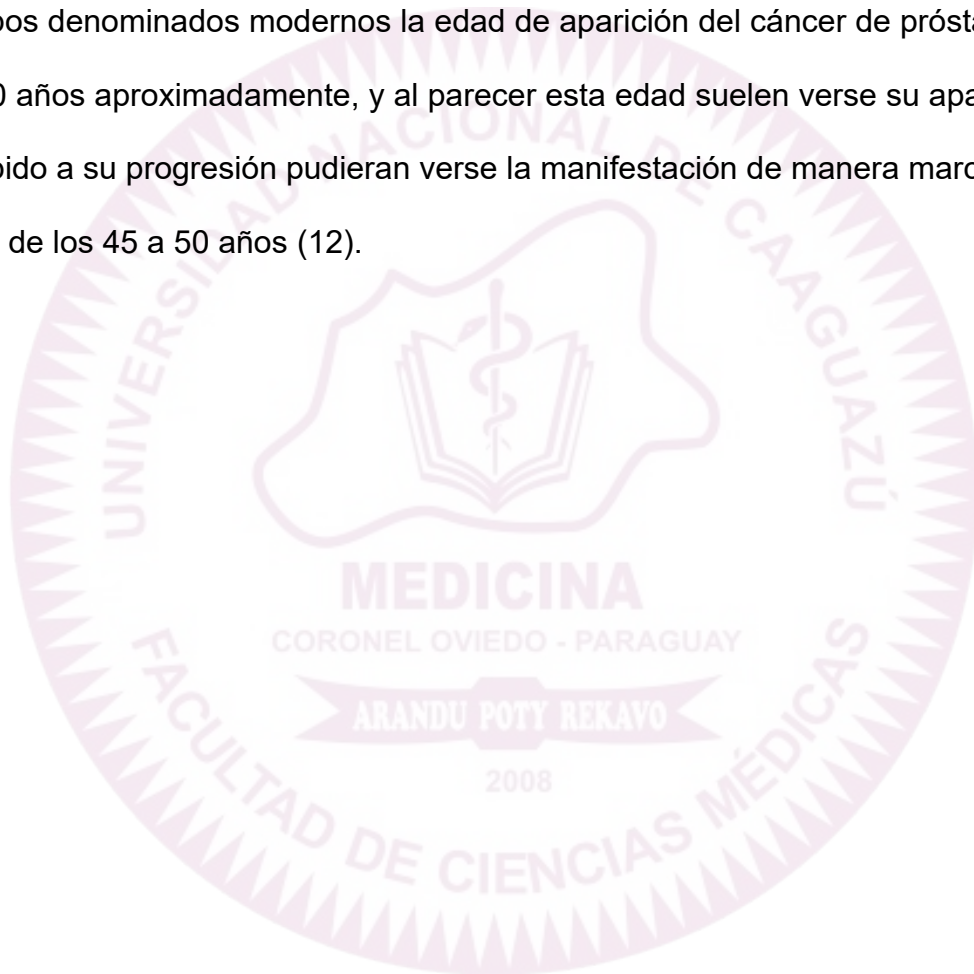 pos denominados modernos la edad de aparición del cáncer de prósta
0 años aproximadamente, y al parecer esta edad suelen verse su apa
bido a su progresión pudieran verse la manifestación de manera marc
de los 45 a 50 años (12).
UNIVERSIDAD NACIONAL DE CAAGUAZÚ
MEDICINA
CORONEL OVIEDO - PARAGUAY
ARANDU POTY REKAVO
2008
FACULTAD DE CIENCIAS MÉDICAS